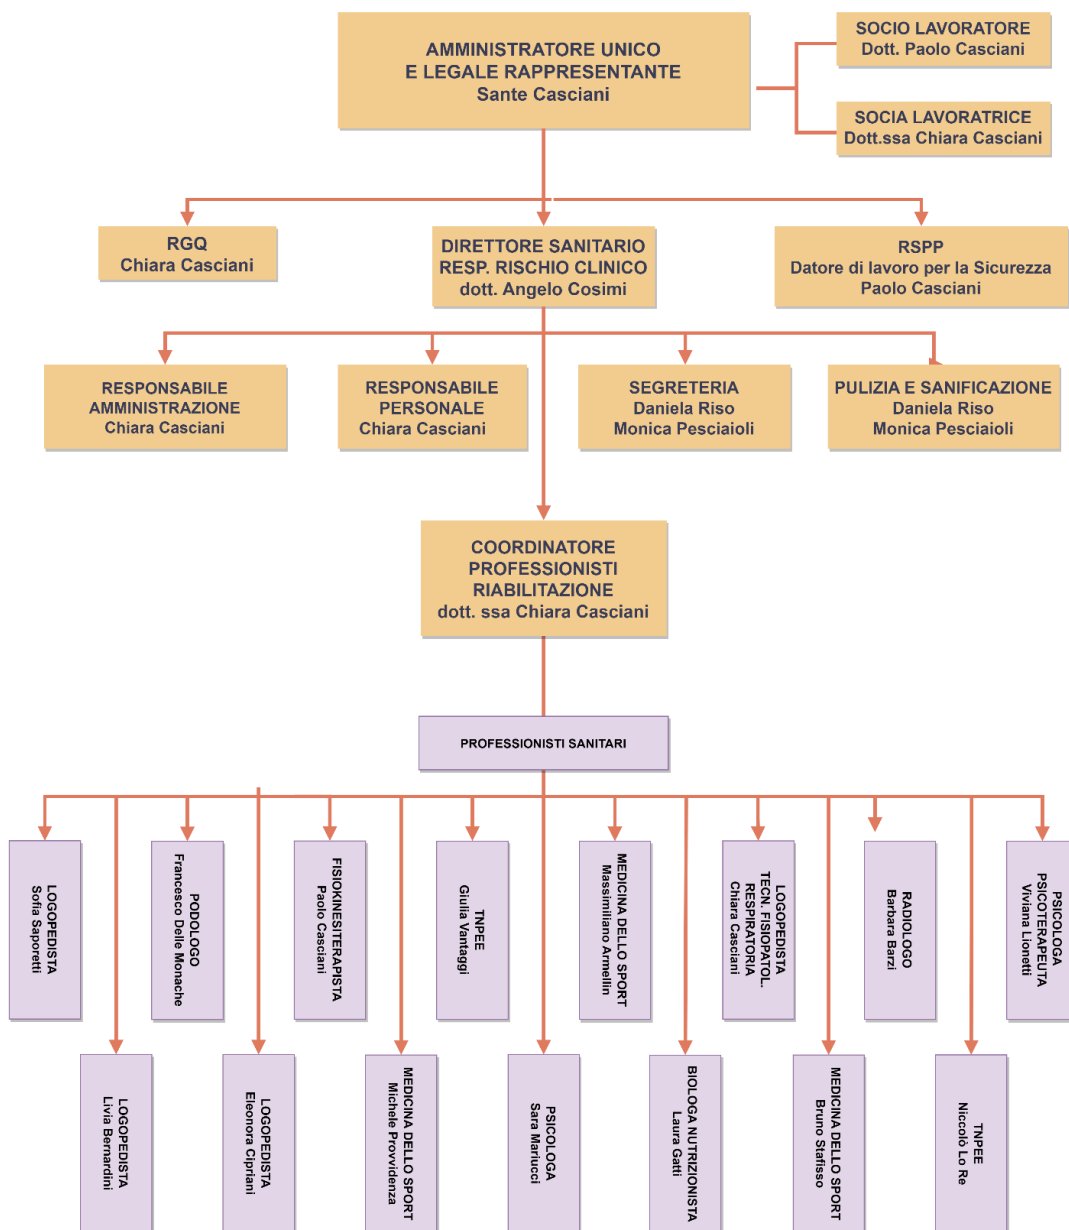 AMMINISTRATORE UNICO
E LEGALE RAPPRESENTANTE
Sante Casciani
SOCIO LAVORATORE
Dott. Paolo Casciani
SOCIA LAVORATRICE
Dott.ssa Chiara Casciani
RGQ
Chiara Casciani
DIRETTORE SANITARIO
RESP. RISCHIO CLINICO
dott. Angelo Cosimi
RSPP
Datore di lavoro per la Sicurezza
Paolo Casciani
RESPONSABILE
AMMINISTRAZIONE
Chiara Casciani
RESPONSABILE
PERSONALE
Chiara Casciani
SEGRETERIA
Daniela Riso
Monica Pesciaioli
PULIZIA E SANIFICAZIONE
Daniela Riso
Monica Pesciaioli
COORDINATORE
PROFESSIONISTI
RIABILITAZIONE
dott. ssa Chiara Casciani
PROFESSIONISTI SANITARI
LOGOPEDISTA
Sofia Saporetti
PODOLOGO
Francesco Delle Monache
FISIOKINESITERAPISTA
Paolo Casciani
TNPEE
Giulia Vantaggi
MEDICINA DELLO SPORT
Massimiliano Armellin
LOGOPEDISTA
TECN. FISIOPATOL.
RESPIRATORIA
Chiara Casciani
RADIOLOGO
Barbara Barzi
PSICOLOGA
PSICOTERAPEUTA
Viviana Lionetti
LOGOPEDISTA
Livia Bernardini
LOGOPEDISTA
Eleonora Cipriani
MEDICINA DELLO SPORT
Michele Provvidenza
PSICOLOGA
Sara Mariucci
BIOLOGA NUTRIZIONISTA
Laura Gatti
MEDICINA DELLO SPORT
Bruno Stafisso
TNPEE
Niccolò Lo Re